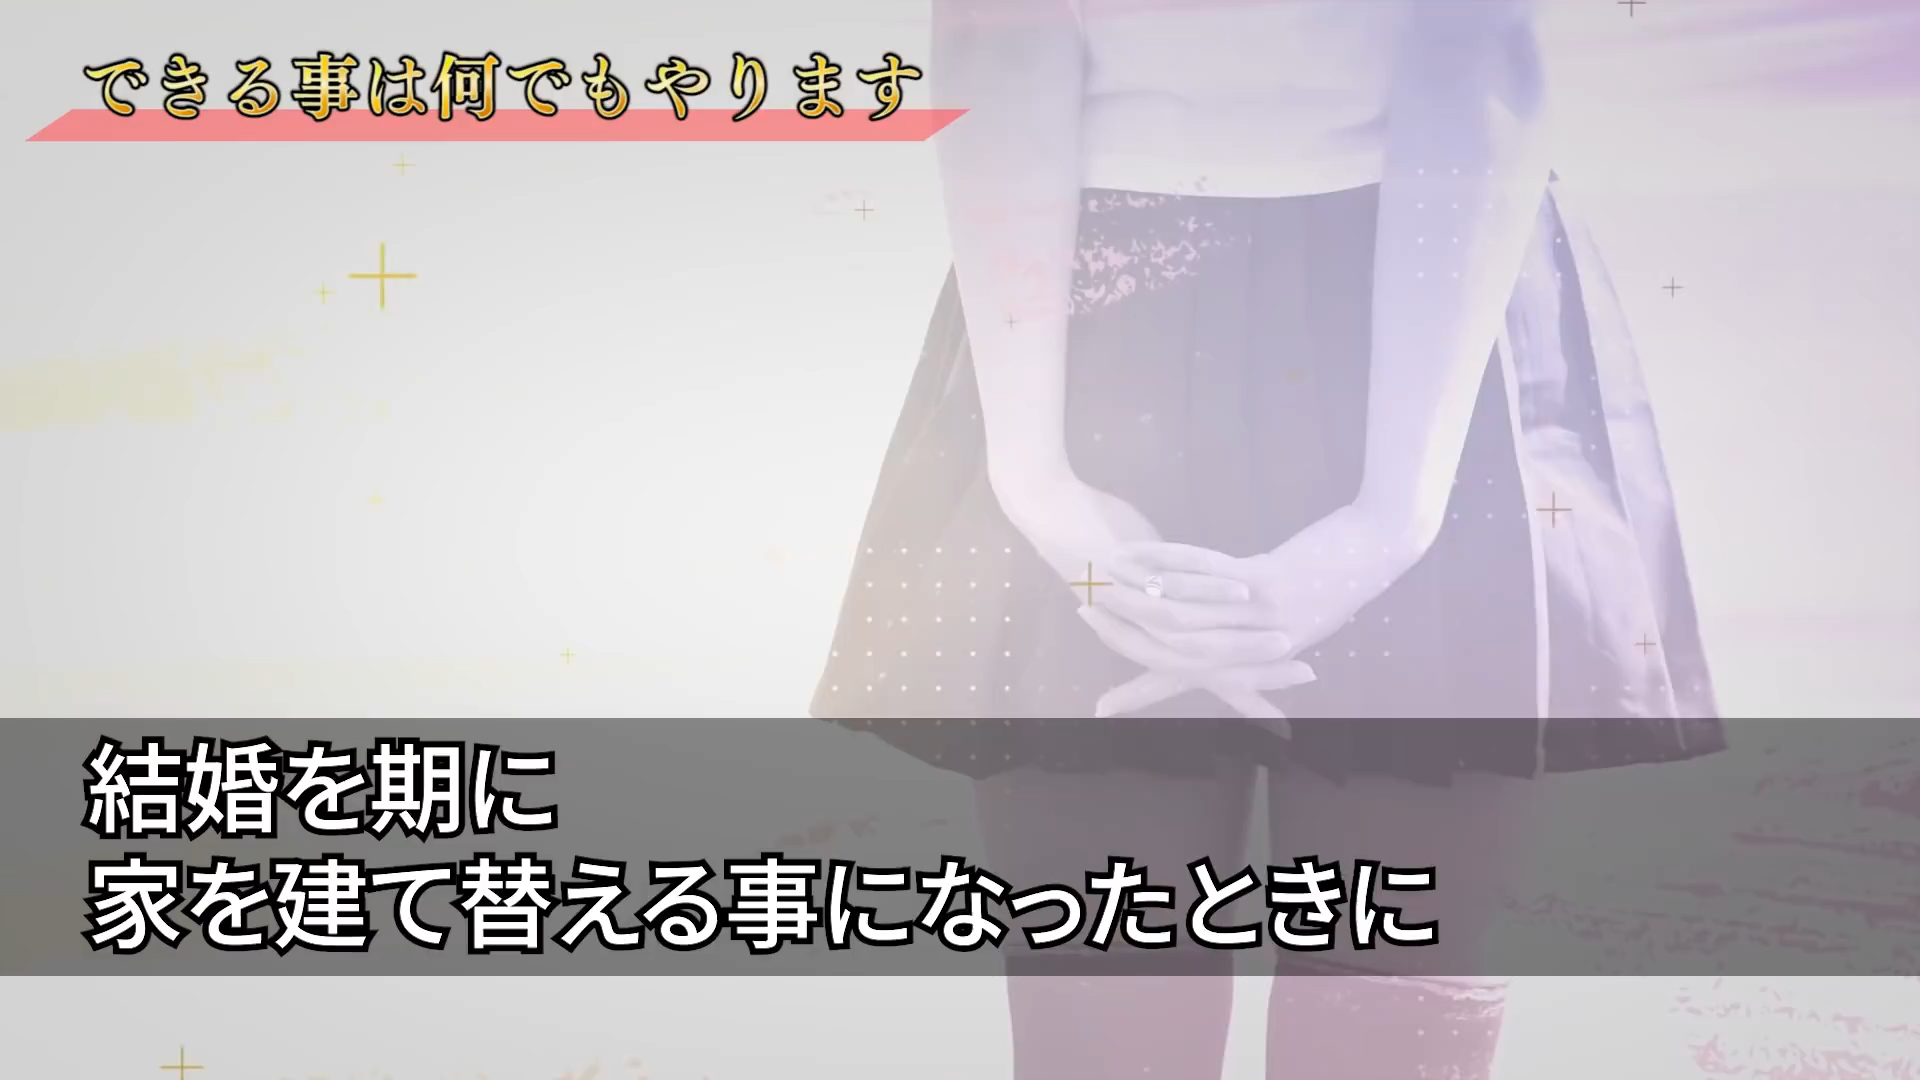 できる事は何でもやります
結婚を期に
家を建て替える事になったときに